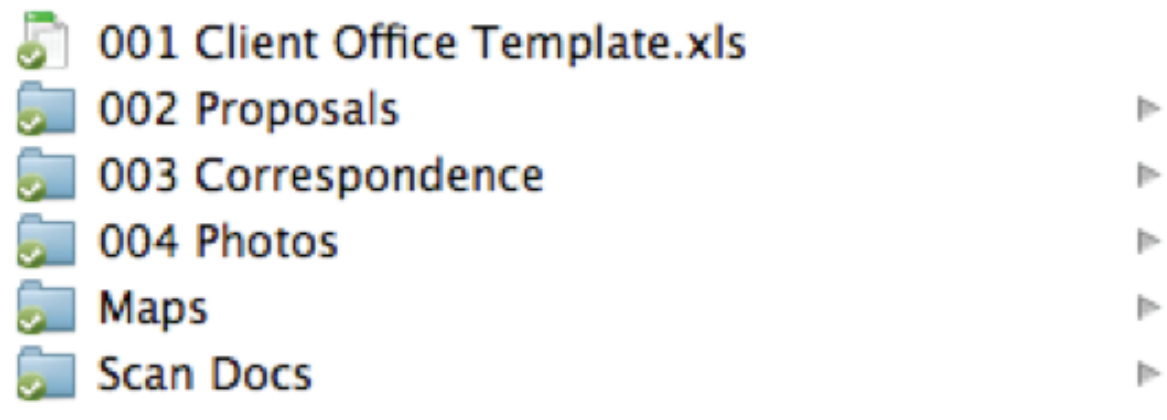 001 Client Office Template.xls
002 Proposals
003 Correspondence
004 Photos
Maps
Scan Docs